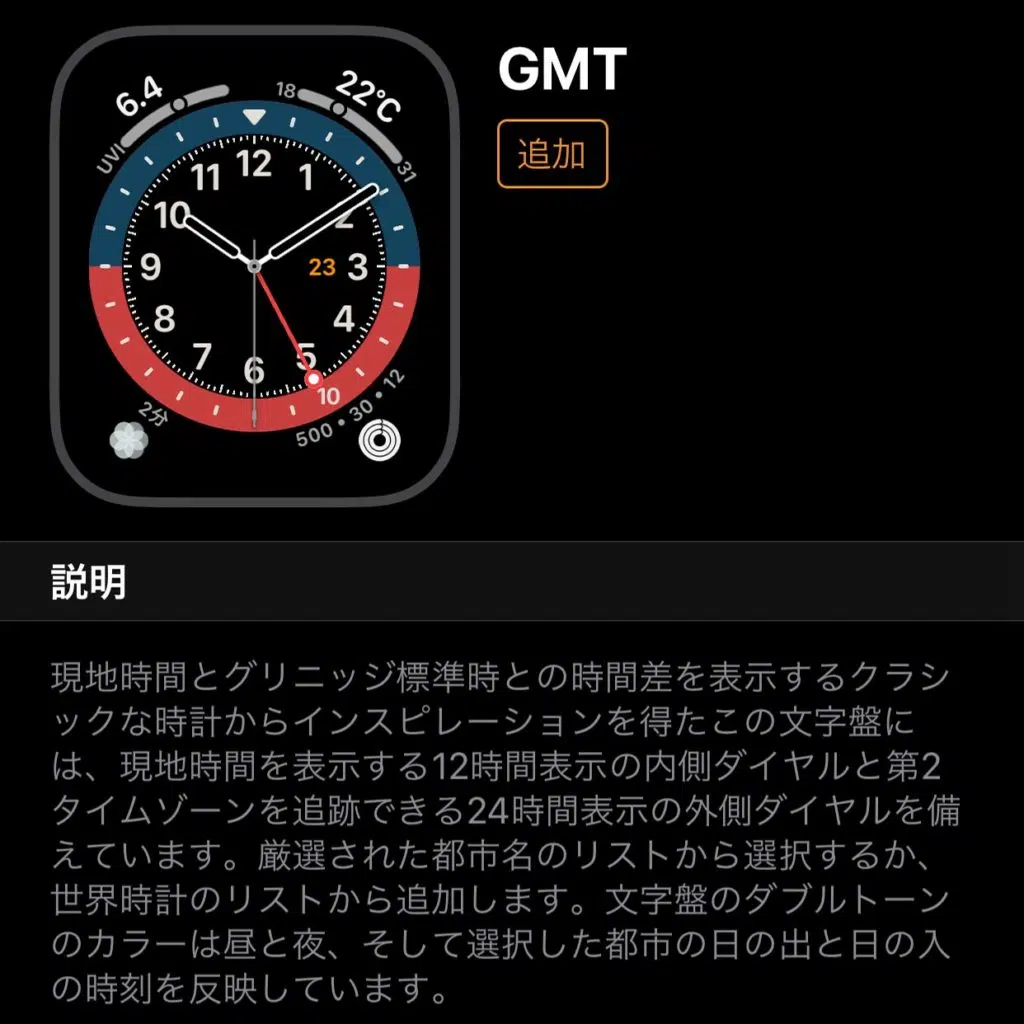 6.4
UVI
18
22°C
31
12
11
1
10
2
9
23
3
8
4
7
5
6
10
2分
500・30・12
GMT
追加
説明
現地時間とグリニッジ標準時との時間差を表示するクラシ
ックな時計からインスピレーションを得たこの文字盤に
は、現地時間を表示する12時間表示の内側ダイヤルと第2
タイムゾーンを追跡できる24時間表示の外側ダイヤルを備
えています。厳選された都市名のリストから選択するか、
世界時計のリストから追加します。文字盤のダブルトーン
のカラーは昼と夜、そして選択した都市の日の出と日の入
の時刻を反映しています。